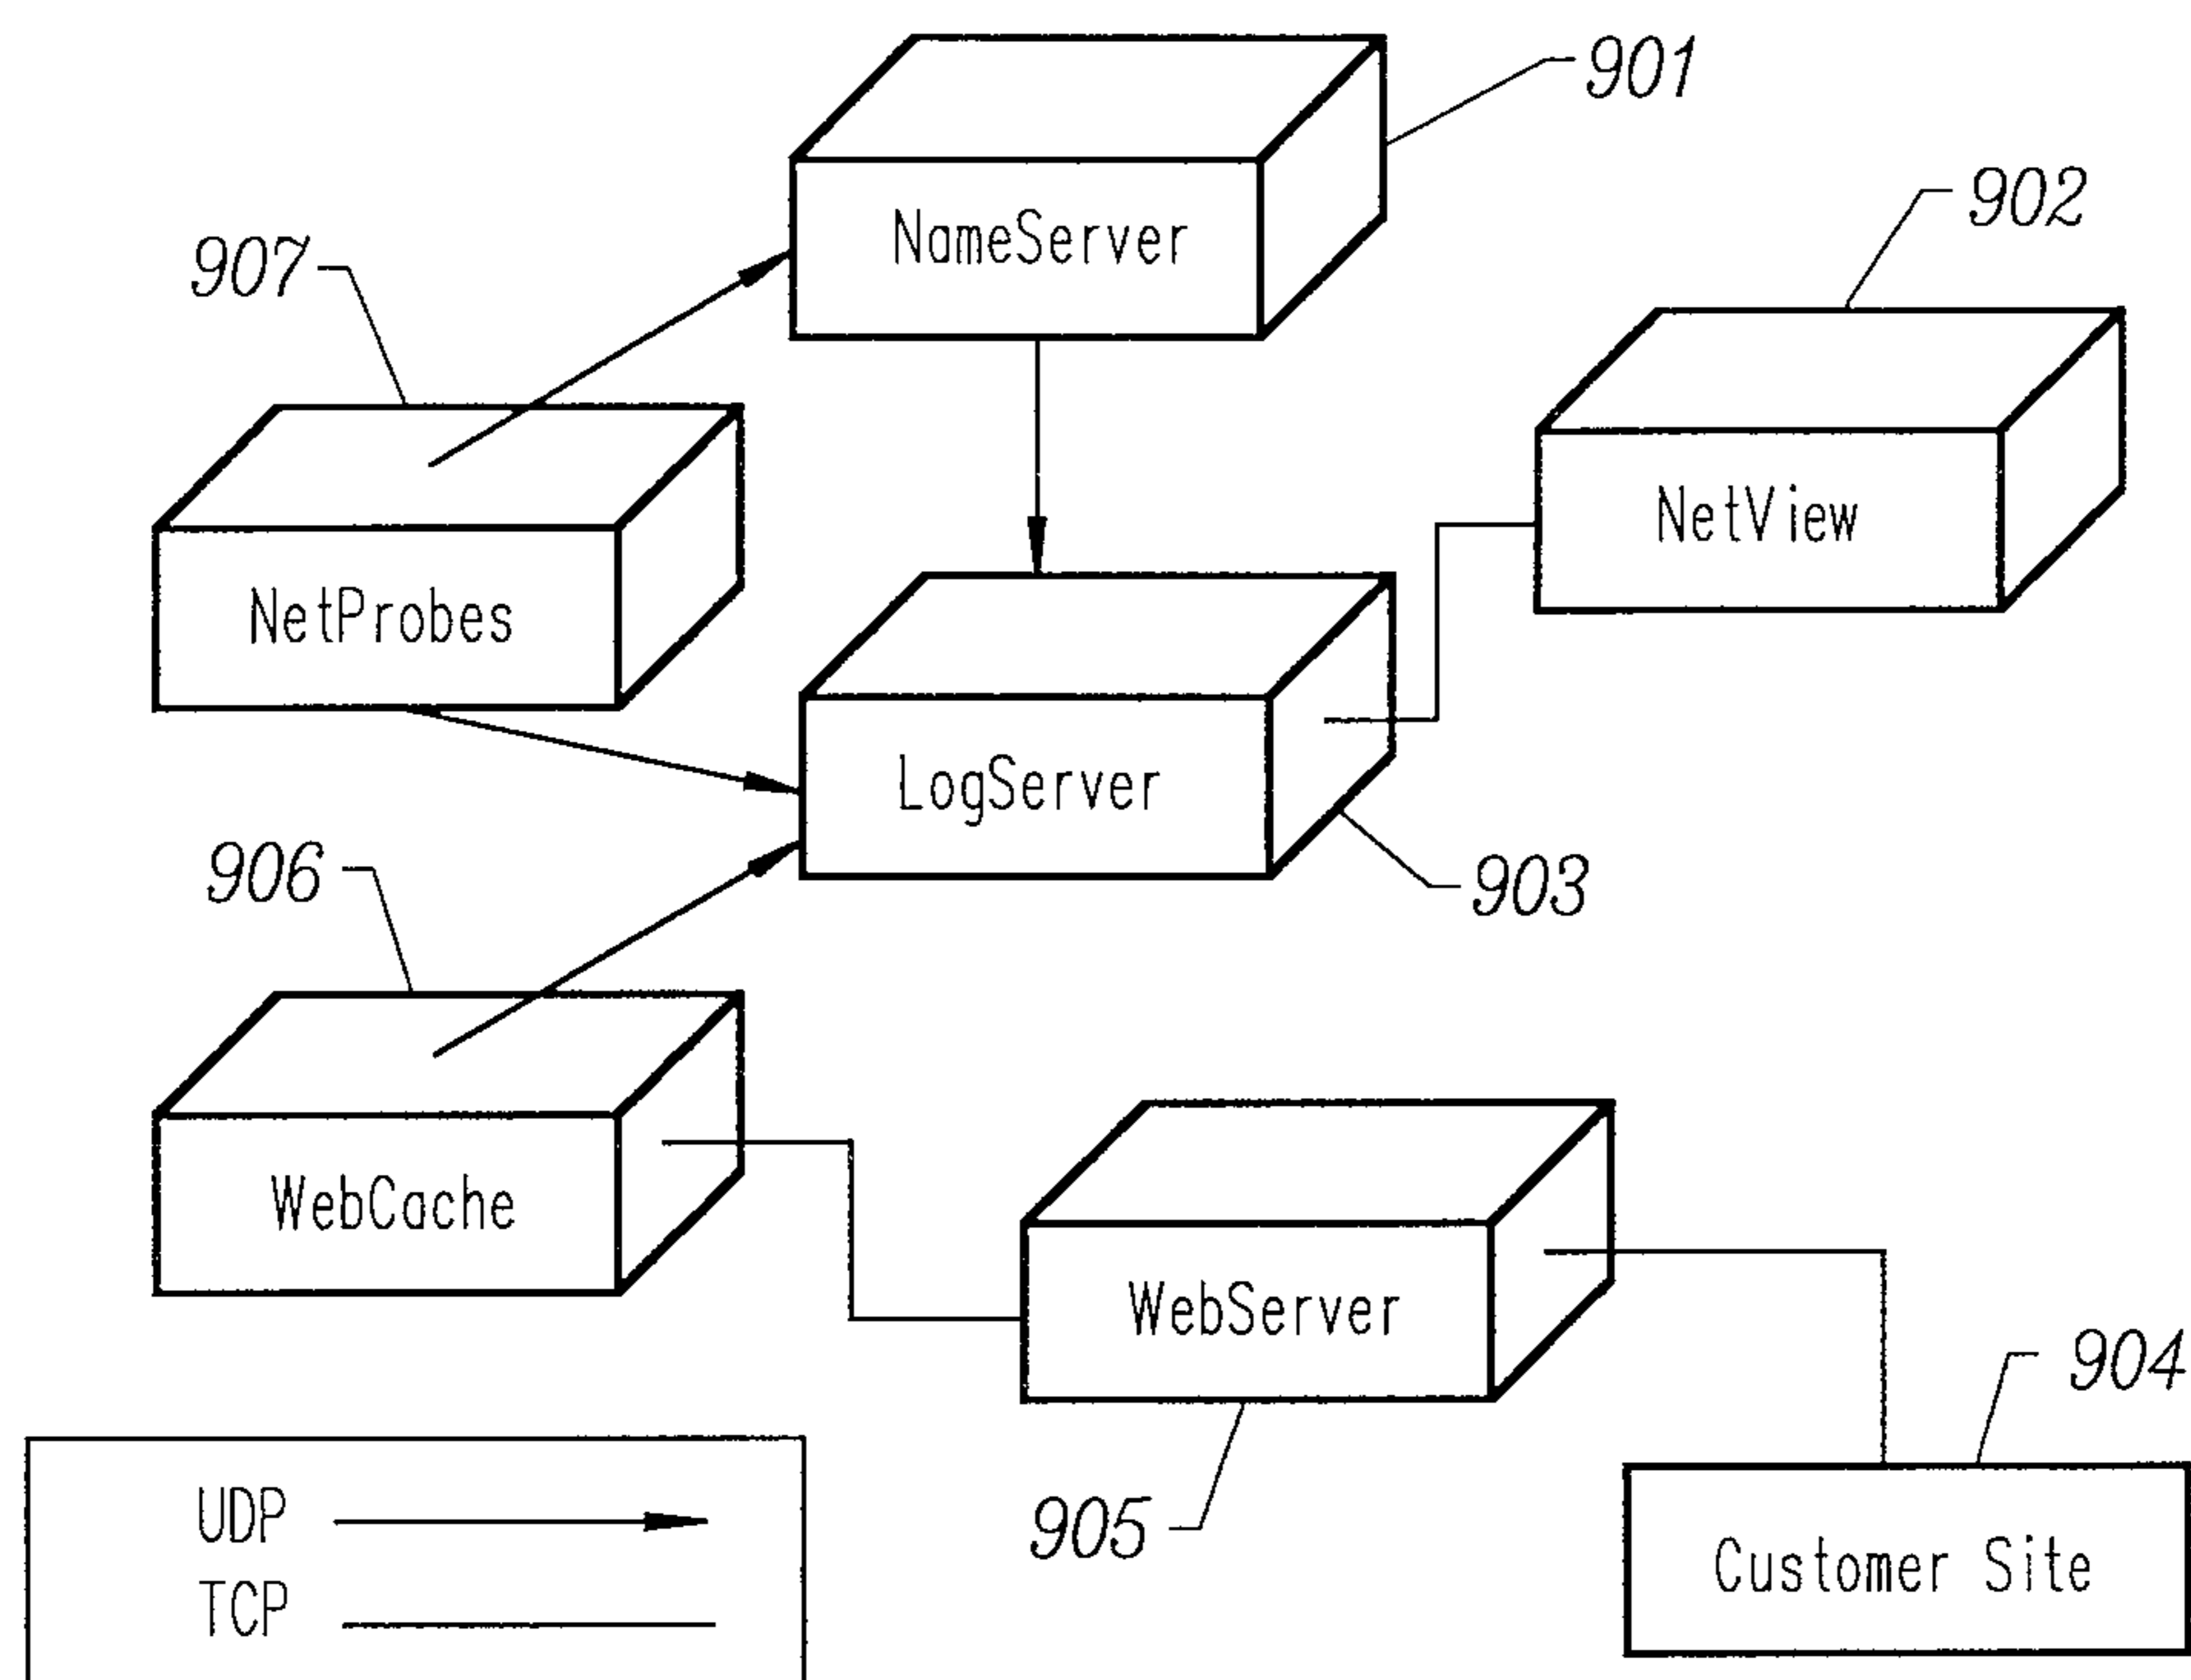 901
NameServer
902
907
NetView
NetProbes
LogServer
903
906
WebCache
WebServer
904
905
UDP
TCP
Customer Site